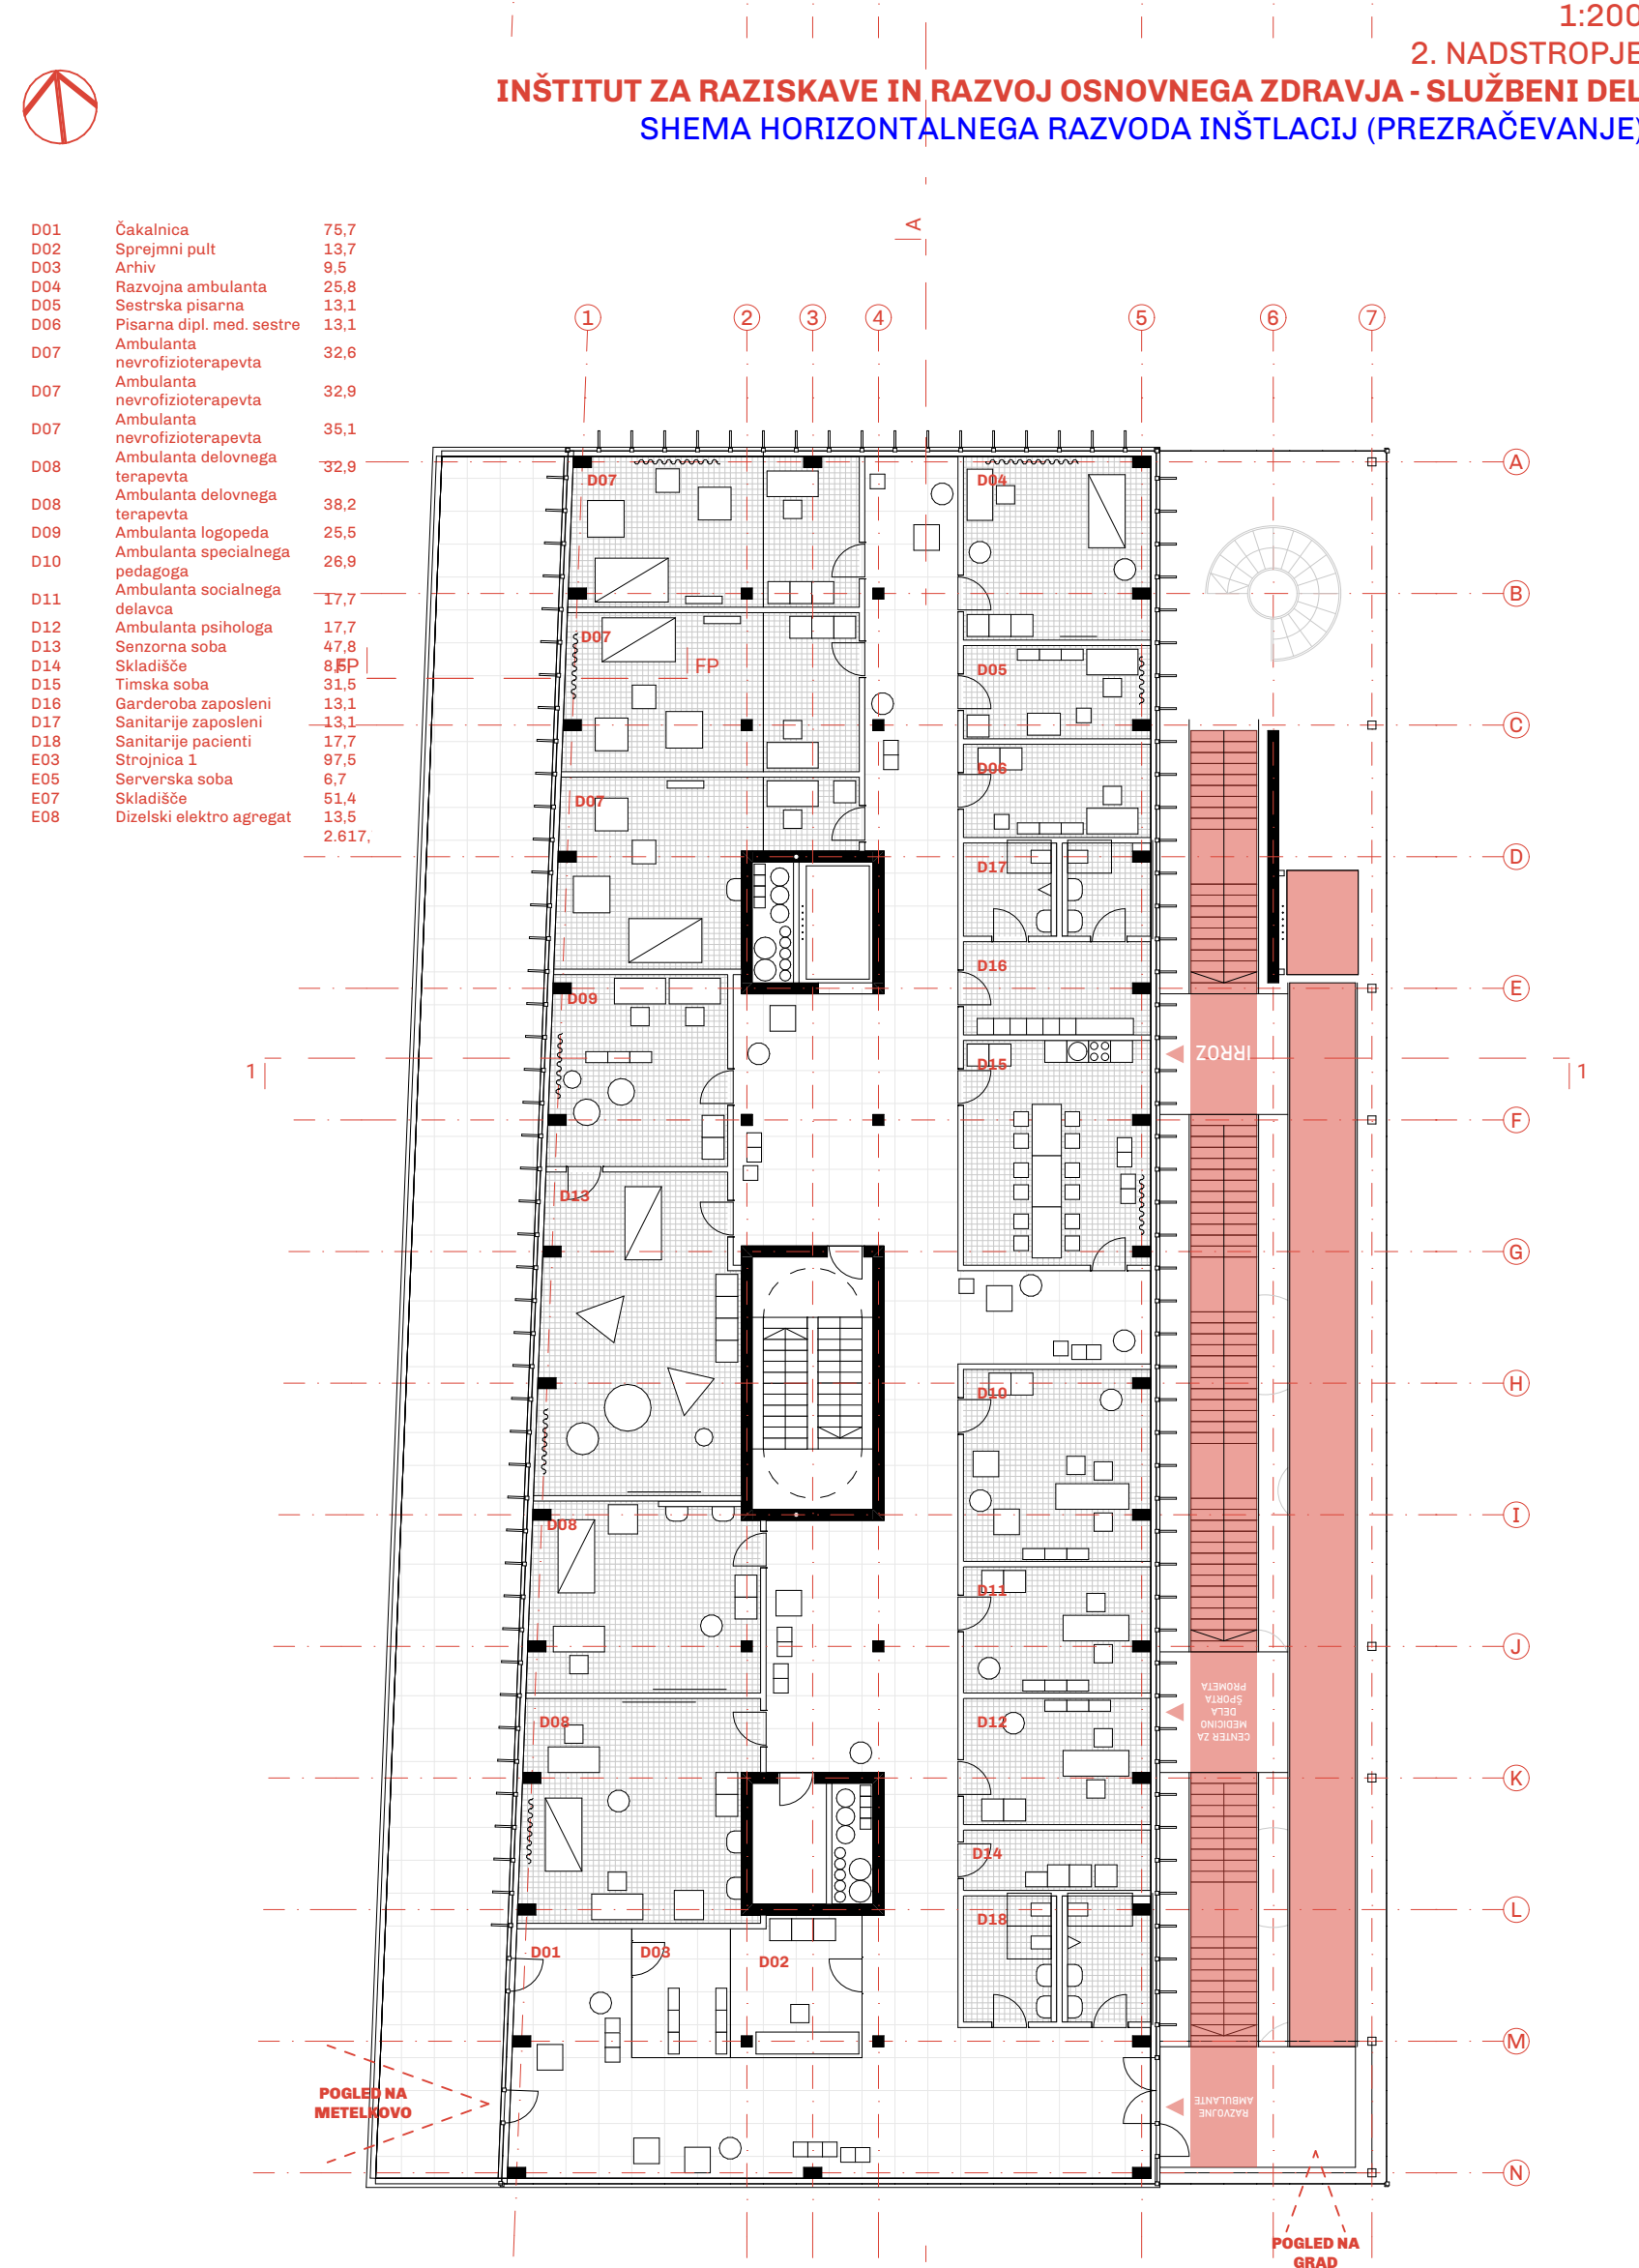 1:200
2. NADSTROPJE
INŠTITUT ZA RAZISKAVE IN RAZVOJ OSNOVNEGA ZDRAVJA - SLUŽBENI DEL
SHEMA HORIZONTALNEGA RAZVODA INŠTLACIJ (PREZRAČEVANJE)
D01 Čakalnica 75,7
D02 Sprejmni pult 13,7
D03 Arhiv 9,5
D04 Razvojna ambulanta 25,8
D05 Sestrska pisarna 13,1
D06 Pisarna dipl. med. sestre 13,1
D07 Ambulanta nevrofizioterapevta 32,6
D07 Ambulanta nevrofizioterapevta 32,9
D07 Ambulanta nevrofizioterapevta 35,1
D08 Ambulanta delovnega terapevta 32,9
D08 Ambulanta delovnega terapevta 38,2
D09 Ambulanta logopeda 25,5
D10 Ambulanta specialnega pedagoga 26,9
D11 Ambulanta socialnega delavca 17,7
D12 Ambulanta psihologa 17,7
D13 Senzorna soba 47,8
D14 Skladišče
D15 Timska soba 31,5
D16 Garderoba zaposleni 13,1
D17 Sanitarije zaposleni 13,1
D18 Sanitarije pacienti 17,7
E03 Strojnica 1 97,5
E05 Serverska soba 6,7
E07 Skladišče 51,4
E08 Dizelski elektro agregat 13,5
2.617,
A
1 2 3 4 5 6 7
A
D07
D04
B
D07
FP FP
D05
C
D06
D07
D
D17
D16
E
D09
1 IRROZ 1
D15
F
D13
G
H
D10
I
D08
D11
J
CENTER ZA
MEDICINO
DELA
ŠPORTA
PROMETA
D08
D12
K
D14
L
D18
D01 D03 D02
M
POGLED NA
METELKOVO
RAZVOJNE
AMBULANTE
N
POGLED NA
GRAD